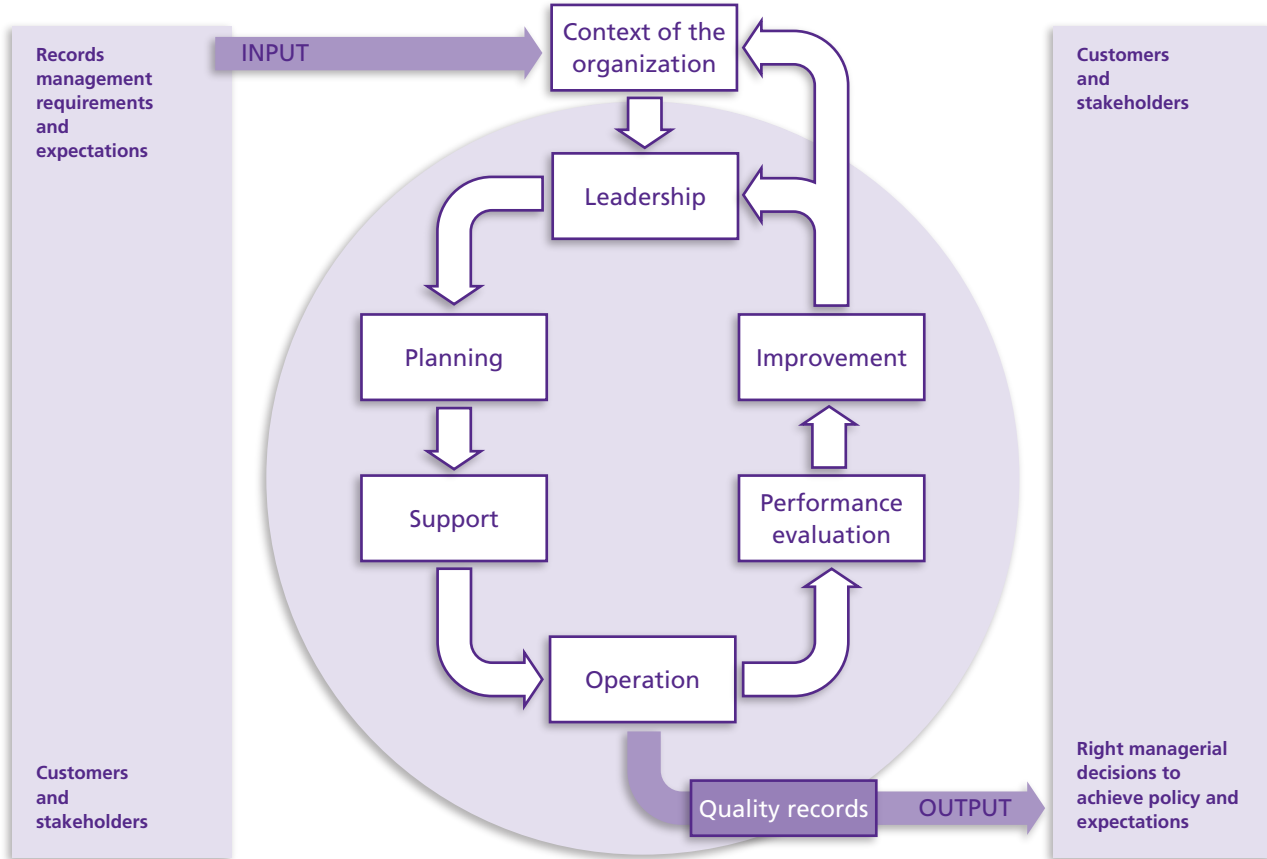 Records
management
requirements
and
expectations
INPUT
Context of the
organization
Customers
and
stakeholders
Leadership
Planning
Improvement
Support
Performance
evaluation
Operation
Customers
and
stakeholders
Quality records
OUTPUT
Right managerial
decisions to
achieve policy and
expectations